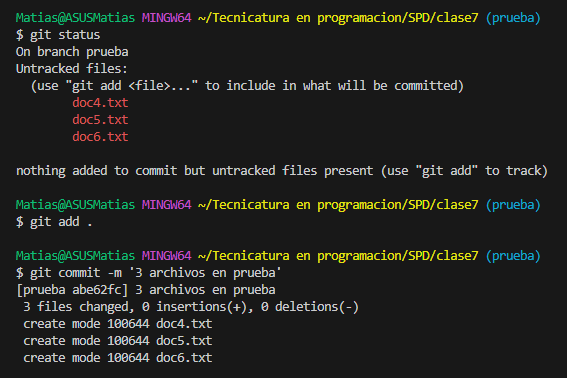 Matias@ASUSMatias MINGW64 ~/Tecnicatura en programacion/SPD/clase7 (prueba)
$ git status
On branch prueba
Untracked files:
  (use "git add <file>..." to include in what will be committed)
        doc4.txt
        doc5.txt
        doc6.txt

nothing added to commit but untracked files present (use "git add" to track)

Matias@ASUSMatias MINGW64 ~/Tecnicatura en programacion/SPD/clase7 (prueba)
$ git add .

Matias@ASUSMatias MINGW64 ~/Tecnicatura en programacion/SPD/clase7 (prueba)
$ git commit -m '3 archivos en prueba'
[prueba abe62fc] 3 archivos en prueba
 3 files changed, 0 insertions(+), 0 deletions(-)
 create mode 100644 doc4.txt
 create mode 100644 doc5.txt
 create mode 100644 doc6.txt